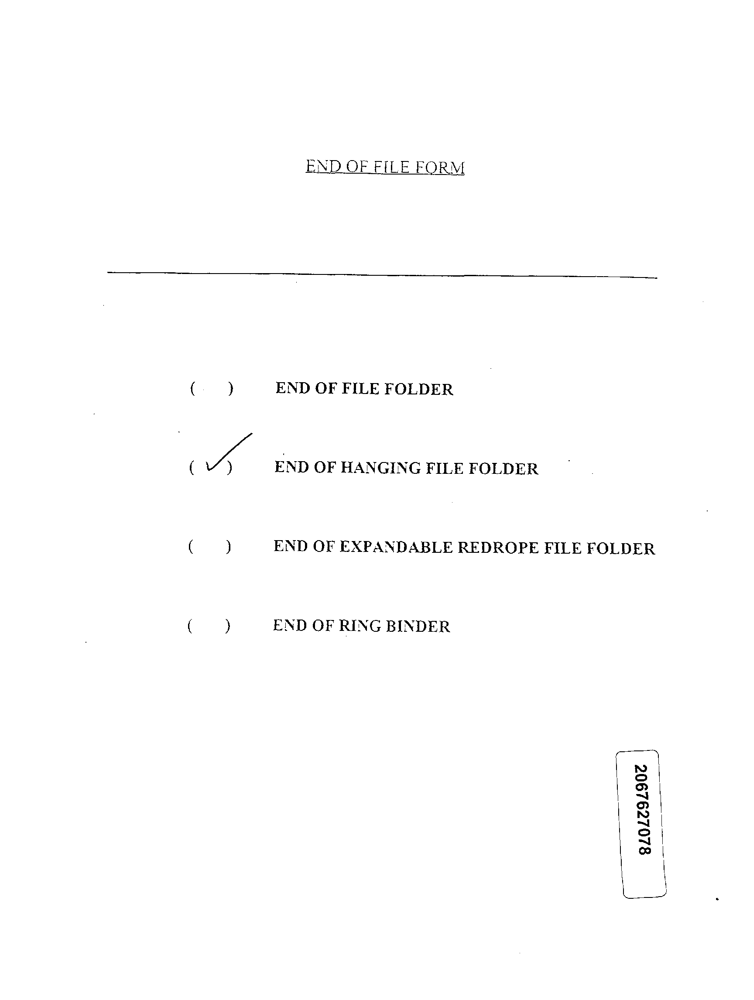 END OF FILE FORM
( ) END OF FILE FOLDER
(✓) END OF HANGING FILE FOLDER
( ) END OF EXPANDABLE REDROPE FILE FOLDER
( ) END OF RING BINDER
2067627078